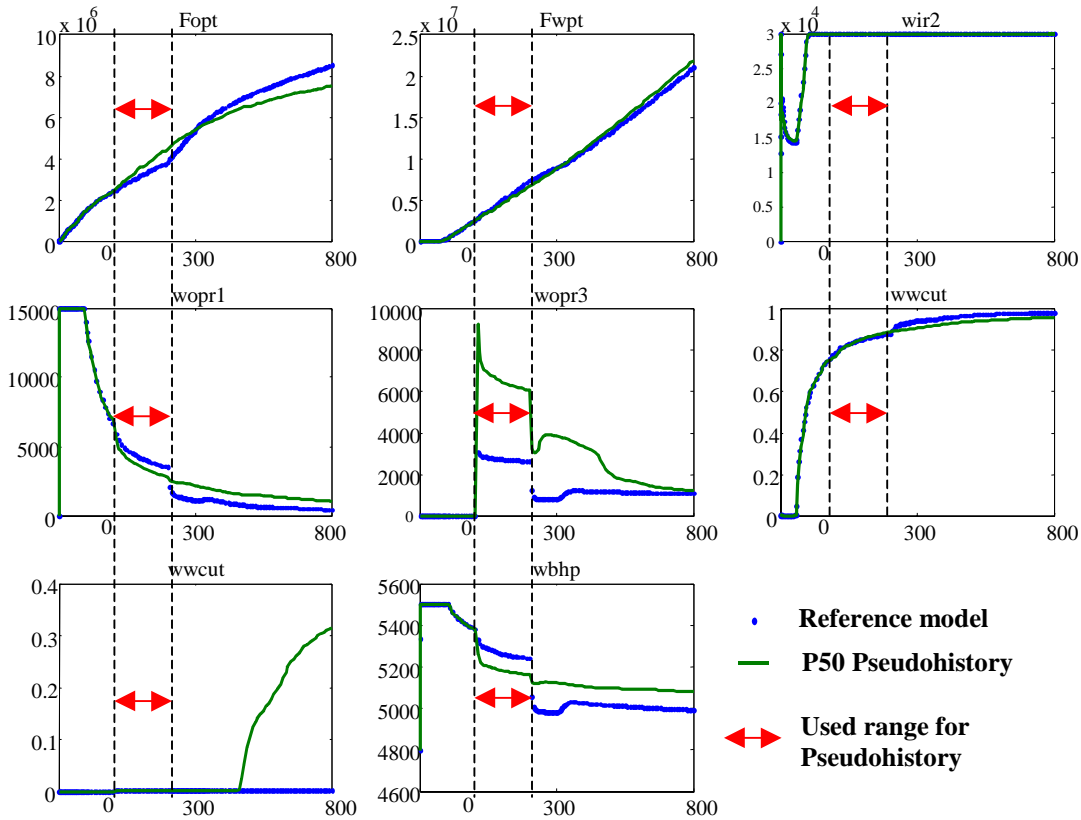 x 10^6 Fopt
10
8
6
4
2
0
0 300 800
x 10^7 Fwpt
2.5
2
1.5
1
0.5
0
0 300 800
x 10^4 wir2
3
2.5
2
1.5
1
0.5
0
0 300 800
wopr1
15000
10000
5000
0
0 300 800
wopr3
10000
8000
6000
4000
2000
0
0 300 800
wwcut
1
0.8
0.6
0.4
0.2
0
0 300 800
wwcut
0.4
0.3
0.2
0.1
0
0 300 800
wbhp
5600
5400
5200
5000
4800
4600
0 300 800
Reference model
P50 Pseudohistory
Used range for
Pseudohistory